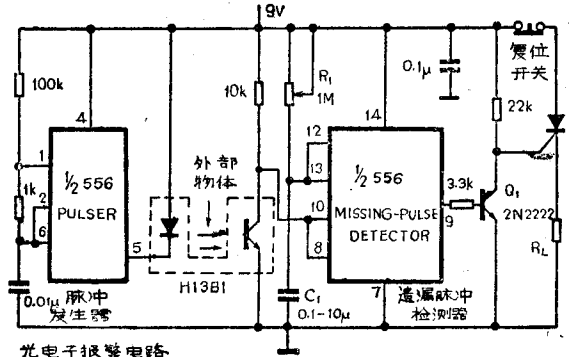 9V
100k
4
1
1k
2
6
½ 556
PULSER
5
0.01μ
脉冲
发生器
外部
物体
H13B1
10k
R₁
1M
12
13
10
8
C₁
0.1-10μ
14
½ 556
MISSING-PULSE
DETECTOR
9
7
遗漏脉冲
检测器
0.1μ
3.3k
22k
Q₁
2N2222
复位
开关
RL
光电子报警电路